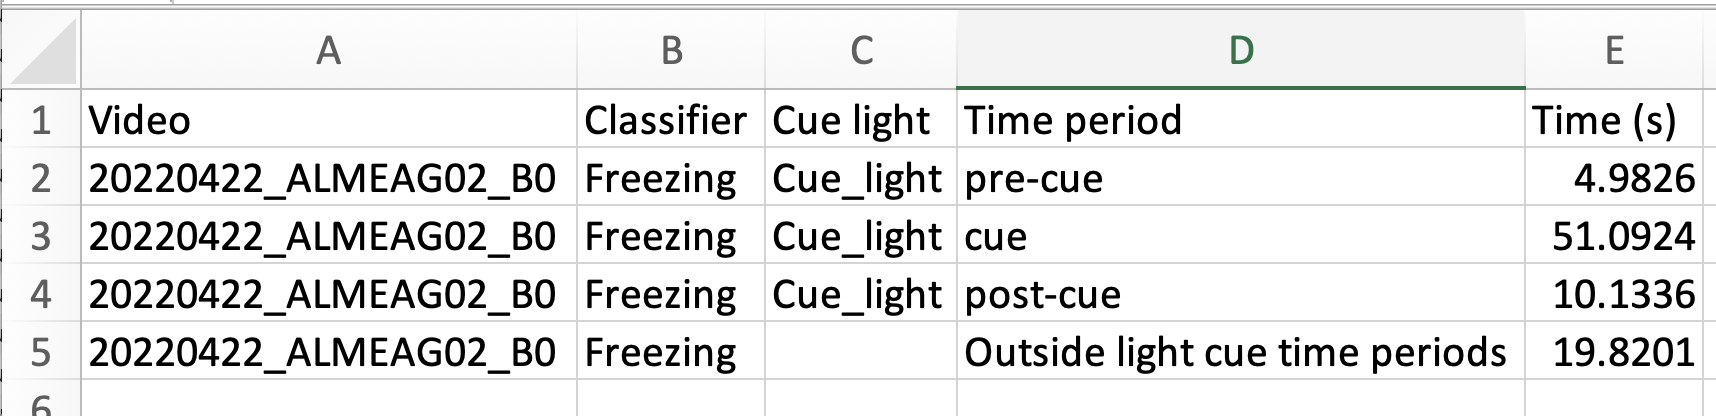 A B C D E
1 Video Classifier Cue light Time period Time (s)
2 20220422_ALMEAG02_B0 Freezing Cue_light pre-cue 4.9826
3 20220422_ALMEAG02_B0 Freezing Cue_light cue 51.0924
4 20220422_ALMEAG02_B0 Freezing Cue_light post-cue 10.1336
5 20220422_ALMEAG02_B0 Freezing Outside light cue time periods 19.8201
6